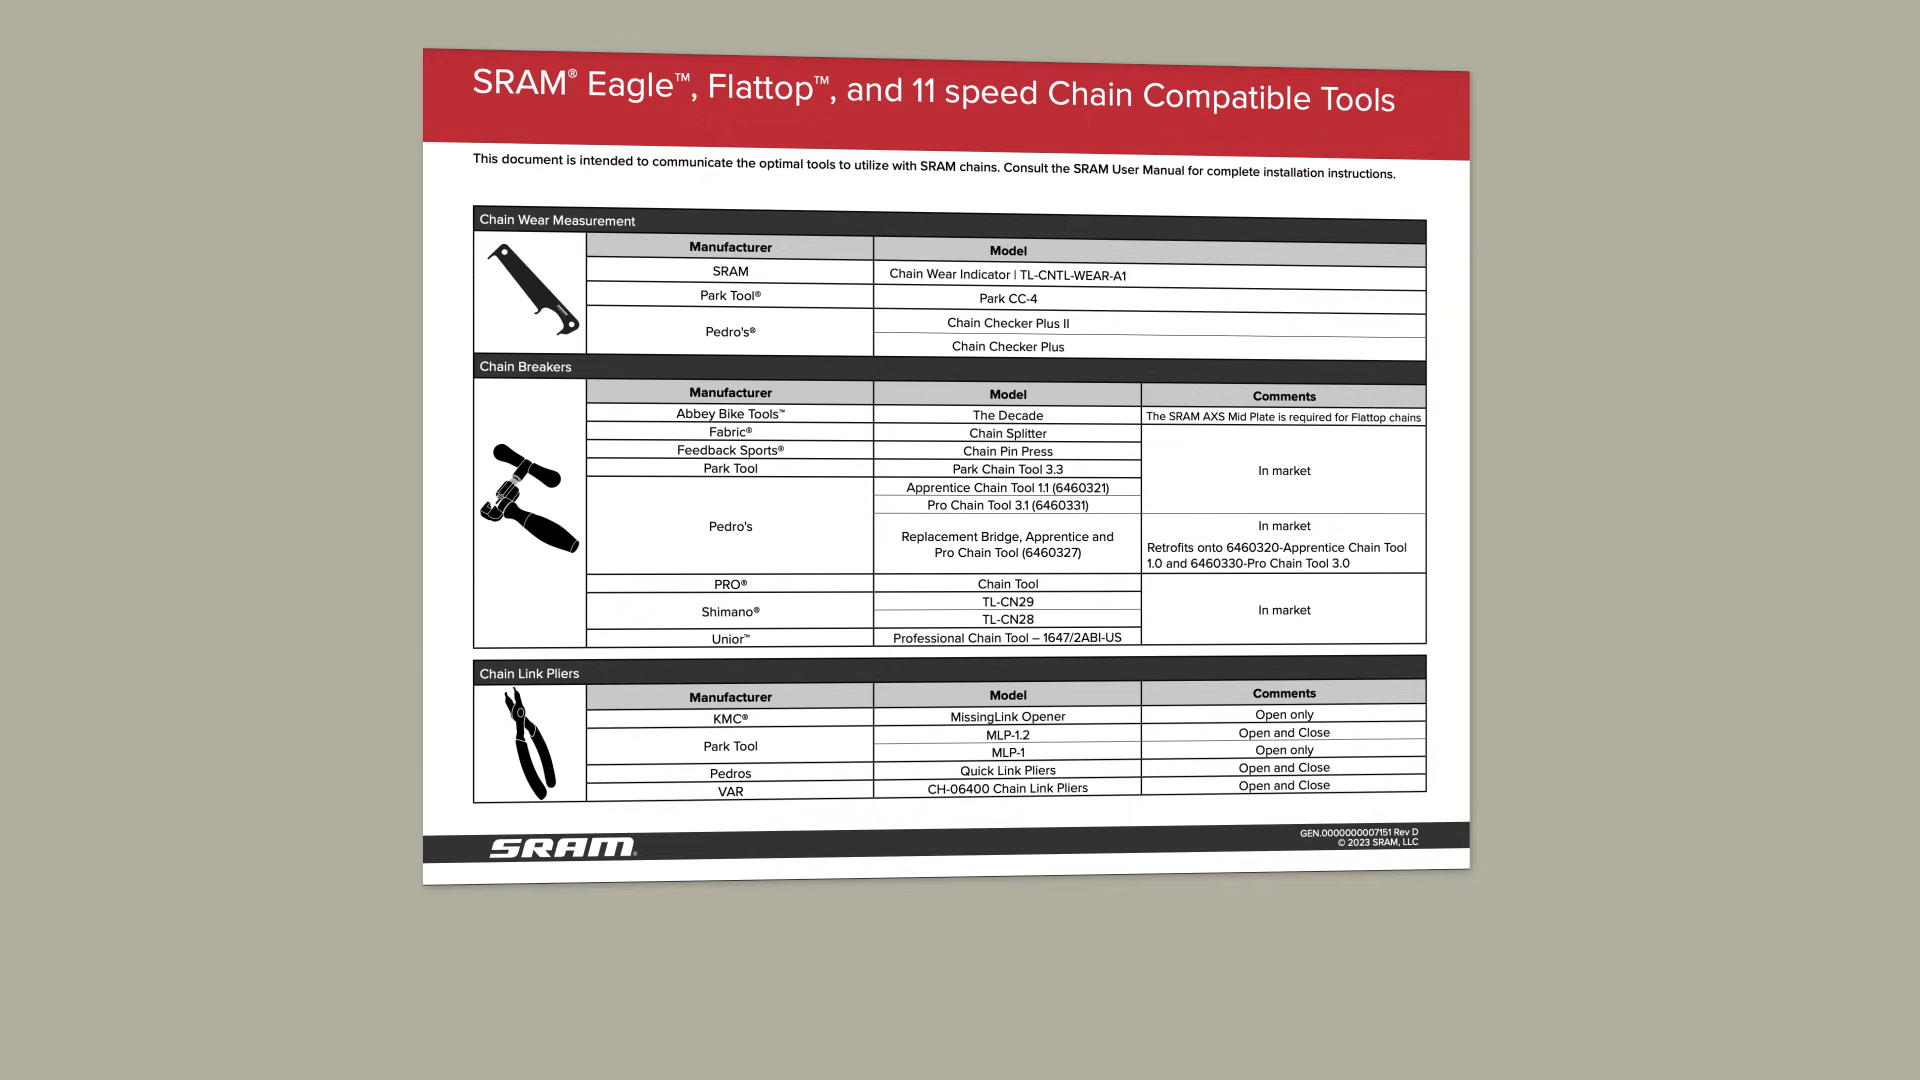 SRAM® Eagle™, Flattop™, and 11 speed Chain Compatible Tools
This document is intended to communicate the optimal tools to utilize with SRAM chains. Consult the SRAM User Manual for complete installation instructions.
Chain Wear Measurement
Manufacturer Model
SRAM Chain Wear Indicator | TL-CNTL-WEAR-A1
Park Tool® Park CC-4
Pedro's® Chain Checker Plus II
Chain Checker Plus
Chain Breakers
Manufacturer Model Comments
Abbey Bike Tools™ The Decade The SRAM AXS Mid Plate is required for Flattop chains
Fabric® Chain Splitter
Feedback Sports® Chain Pin Press
Park Tool Park Chain Tool 3.3 In market
Apprentice Chain Tool 1.1 (6460321)
Pro Chain Tool 3.1 (6460331)
Pedro's Replacement Bridge, Apprentice and
Pro Chain Tool (6460327)
In market
Retrofits onto 6460320-Apprentice Chain Tool
1.0 and 6460330-Pro Chain Tool 3.0
PRO® Chain Tool
Shimano® TL-CN29
TL-CN28
In market
Unior™ Professional Chain Tool – 1647/2ABI-US
Chain Link Pliers
Manufacturer Model Comments
KMC® MissingLink Opener Open only
Park Tool MLP-1.2 Open and Close
MLP-1 Open only
Pedros Quick Link Pliers Open and Close
VAR CH-06400 Chain Link Pliers Open and Close
SRAM®
GEN.0000000007151 Rev D
© 2023 SRAM, LLC